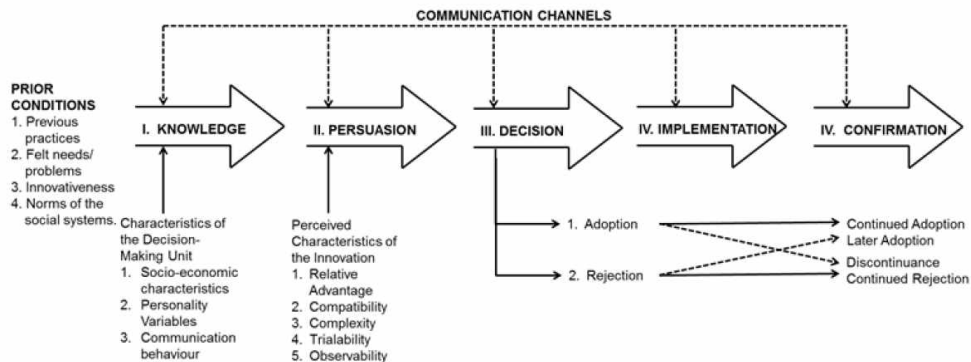 COMMUNICATION CHANNELS
PRIOR
CONDITIONS
1. Previous
practices
2. Felt needs/
problems
3. Innovativeness
4. Norms of the
social systems.
I. KNOWLEDGE
II. PERSUASION
III. DECISION
IV. IMPLEMENTATION
IV. CONFIRMATION
Characteristics of
the Decision-
Making Unit
1. Socio-economic
characteristics
2. Personality
Variables
3. Communication
behaviour
Perceived
Characteristics of
the Innovation
1. Relative
Advantage
2. Compatibility
3. Complexity
4. Trialability
5. Observability
1. Adoption
2. Rejection
Continued Adoption
Later Adoption
Discontinuance
Continued Rejection